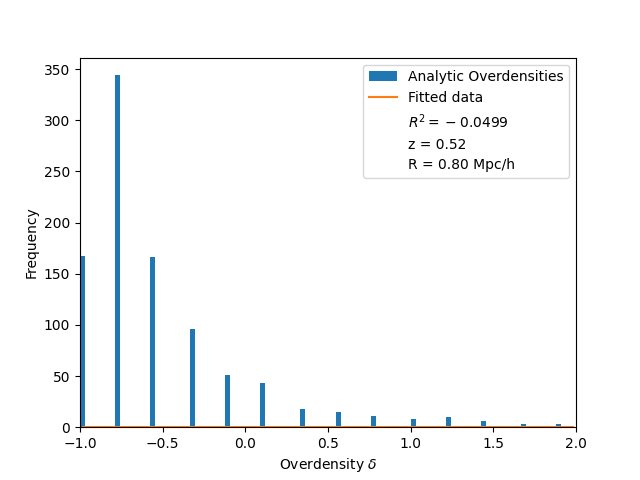 Analytic Overdensities
Fitted data
R² = −0.0499
z = 0.52
R = 0.80 Mpc/h
Frequency
350
300
250
200
150
100
50
0
−1.0 −0.5 0.0 0.5 1.0 1.5 2.0
Overdensity δ